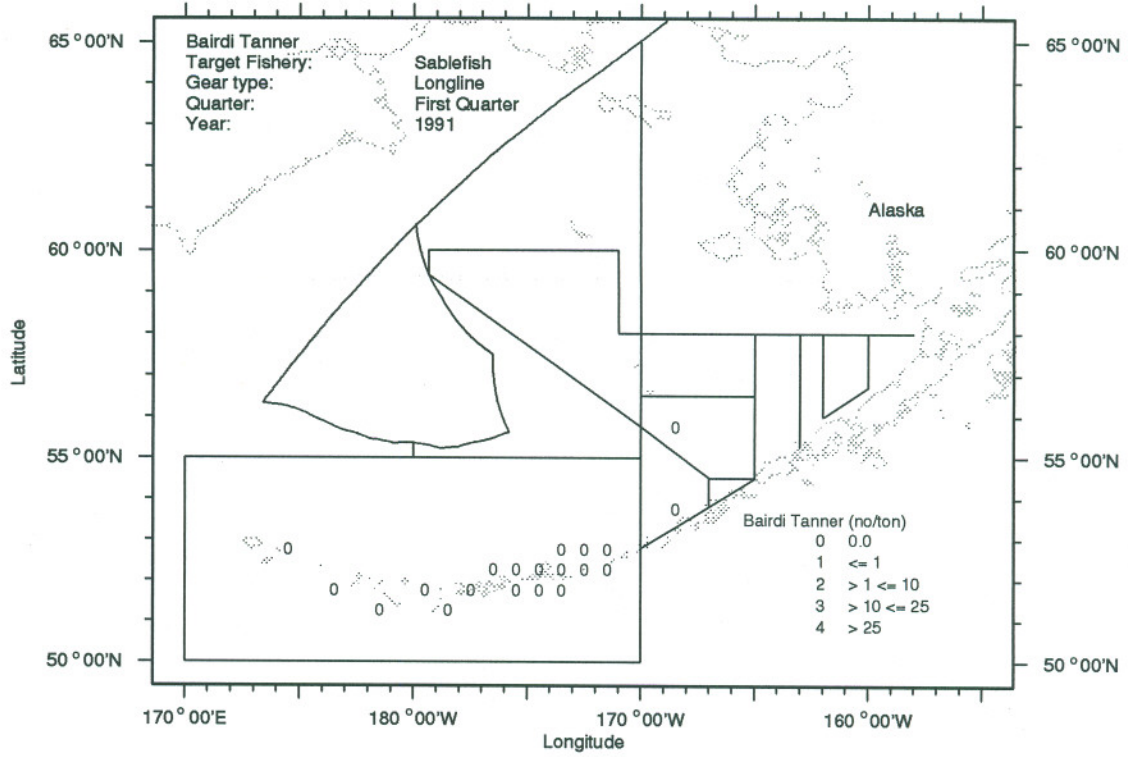 65°00'N
65°00'N
Bairdi Tanner
Target Fishery: Sablefish
Gear type: Longline
Quarter: First Quarter
Year: 1991
Alaska
60°00'N
60°00'N
Latitude
0
55°00'N
55°00'N
0
Bairdi Tanner (no/ton)
0 0.0
1 <= 1
2 > 1 <= 10
3 > 10 <= 25
4 > 25
0 0 0 0
0 0 0 0 0 0
0 0 0 0 0 0
0 0
50°00'N
50°00'N
170°00'E 180°00'W 170°00'W 160°00'W
Longitude